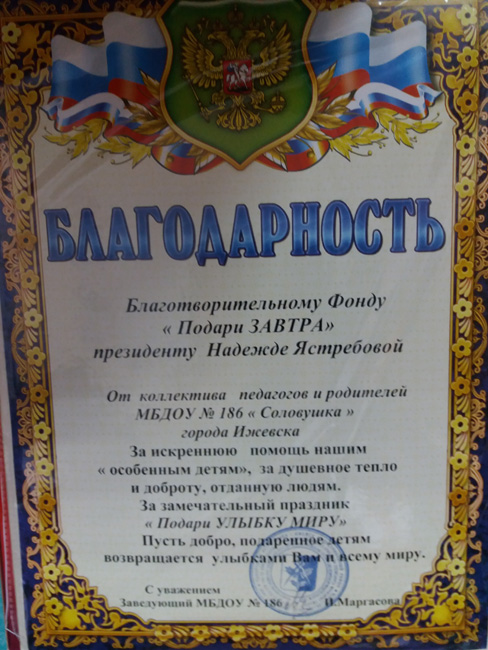 БЛАГОДАРНОСТЬ
Благотворительному Фонду
« Подари ЗАВТРА»
президенту Надежде Ястребовой
От коллектива педагогов и родителей
МБДОУ № 186 « Соловушка »
города Ижевска
За искреннюю помощь нашим
« особенным детям», за душевное тепло
и доброту, отданную людям.
За замечательный праздник
« Подари УЛЫБКУ МИРУ»
Пусть добро, подаренное детям
возвращается улыбками Вам и всему миру.
С уважением
Заведующий МБДОУ № 186 Маргасова